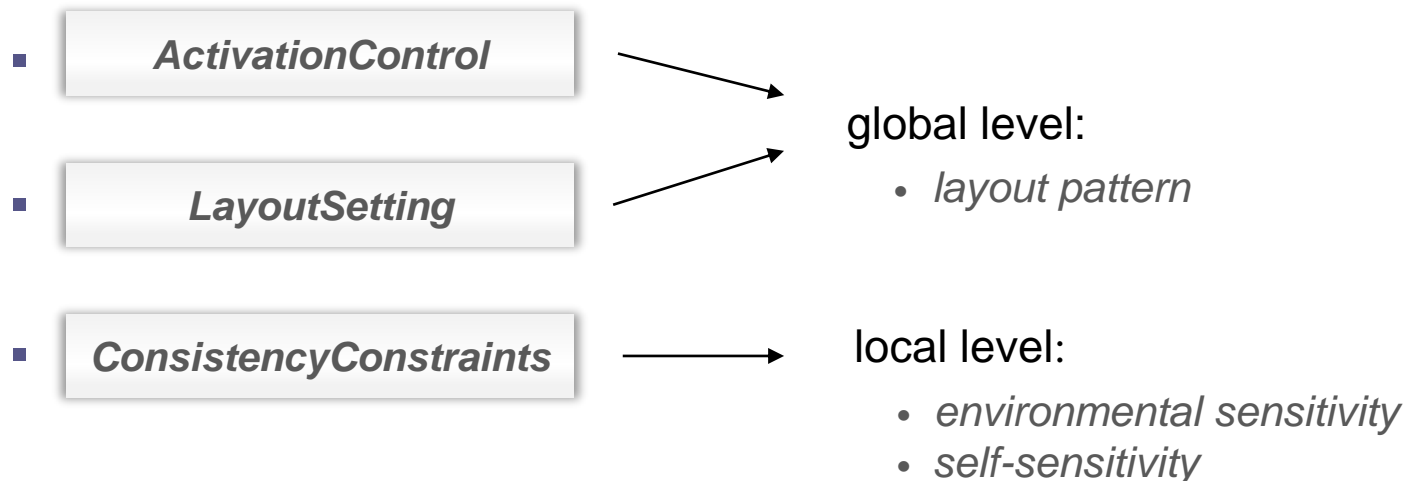 ActivationControl
LayoutSetting
ConsistencyConstraints
global level:
• layout pattern
local level:
• environmental sensitivity
• self-sensitivity